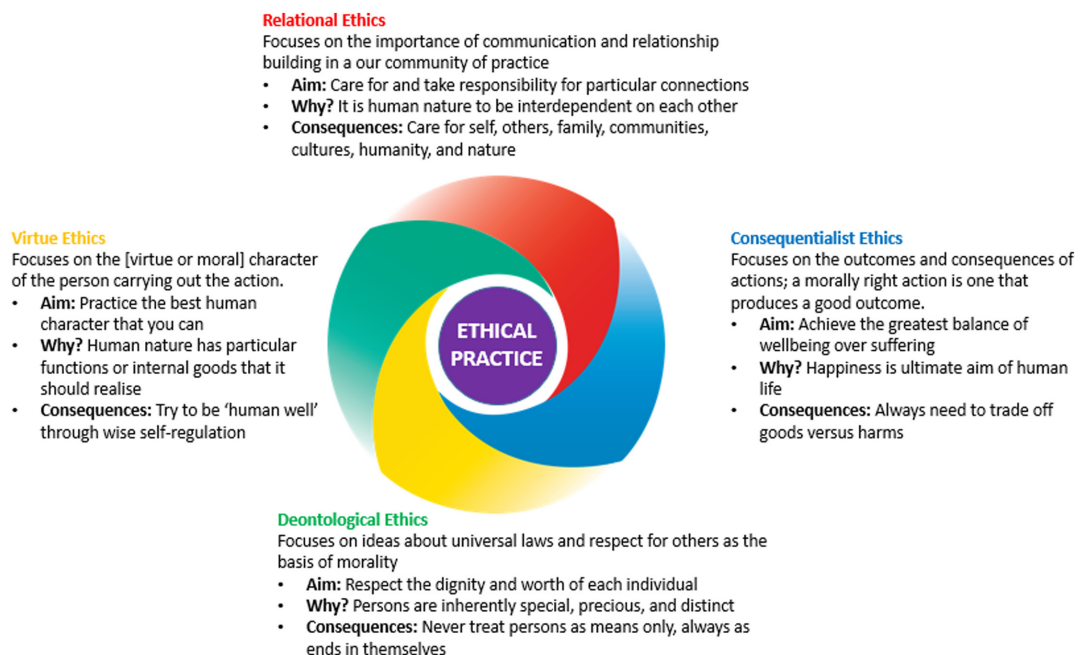 Relational Ethics
Focuses on the importance of communication and relationship
building in a our community of practice
• Aim: Care for and take responsibility for particular connections
• Why? It is human nature to be interdependent on each other
• Consequences: Care for self, others, family, communities,
cultures, humanity, and nature
Virtue Ethics
Focuses on the [virtue or moral] character
of the person carrying out the action.
• Aim: Practice the best human
character that you can
• Why? Human nature has particular
functions or internal goods that it
should realise
• Consequences: Try to be ‘human well’
through wise self-regulation
ETHICAL
PRACTICE
Consequentialist Ethics
Focuses on the outcomes and consequences of
actions; a morally right action is one that
produces a good outcome.
• Aim: Achieve the greatest balance of
wellbeing over suffering
• Why? Happiness is ultimate aim of human
life
• Consequences: Always need to trade off
goods versus harms
Deontological Ethics
Focuses on ideas about universal laws and respect for others as the
basis of morality
• Aim: Respect the dignity and worth of each individual
• Why? Persons are inherently special, precious, and distinct
• Consequences: Never treat persons as means only, always as
ends in themselves